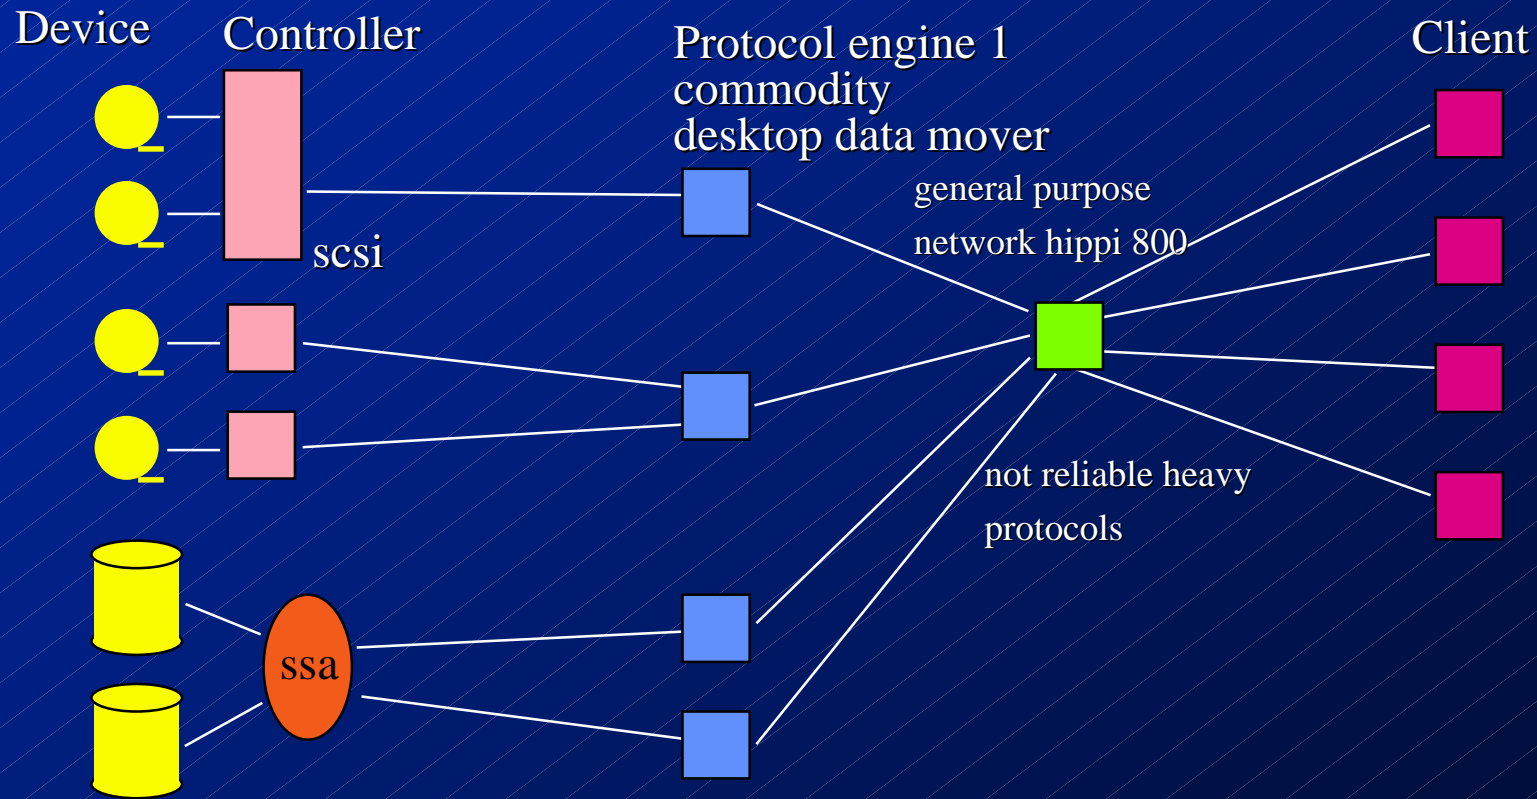 Device
Controller
Protocol engine 1
commodity
desktop data mover
Client
general purpose
network hippi 800
scsi
not reliable heavy
protocols
ssa